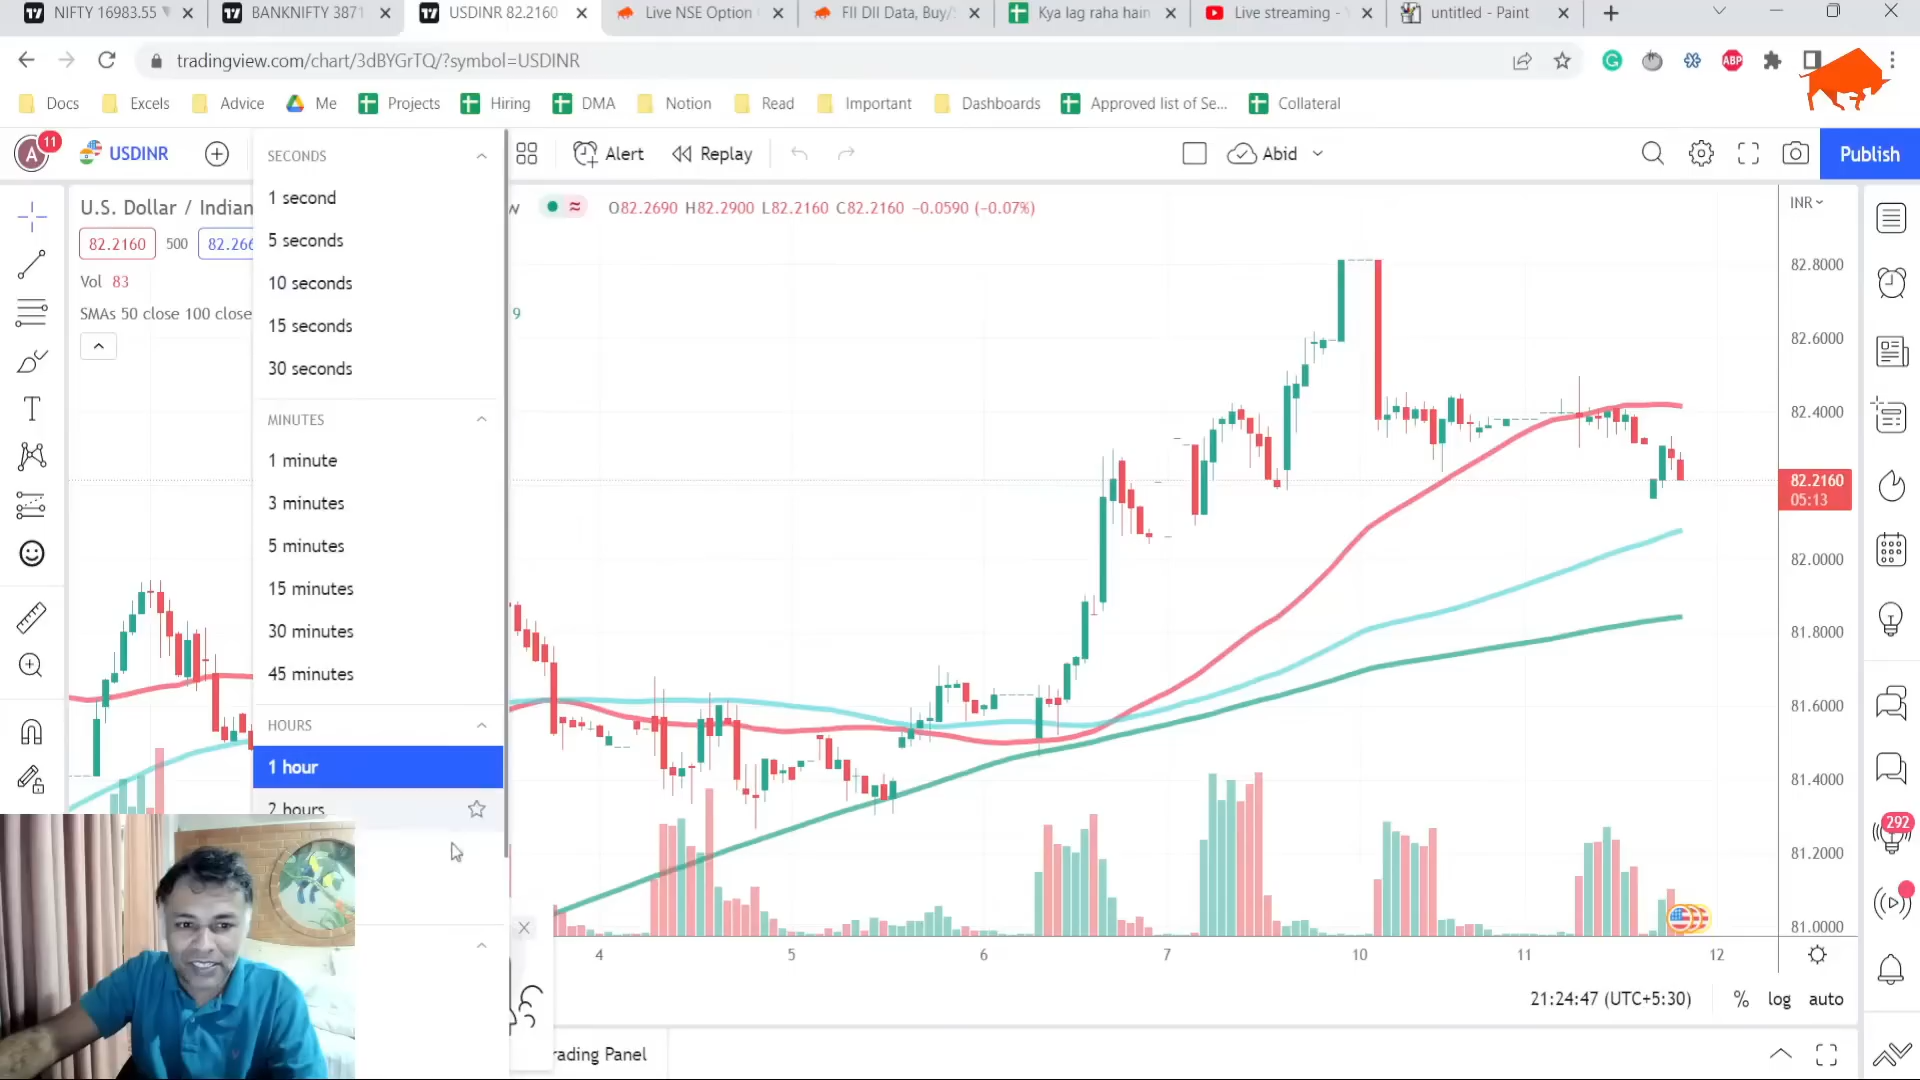 NIFTY 16983.55
BANKNIFTY 3871
USDINR 82.2160
Live NSE Option
FII DII Data, Buy/
Kya lag raha hain
Live streaming -
untitled - Paint
tradingview.com/chart/3dBYGrTQ/?symbol=USDINR
ABP
Docs
Excels
Advice
Me
Projects
Hiring
DMA
Notion
Read
Important
Dashboards
Approved list of Se...
Collateral
A
11
USDINR
Alert
Replay
Abid
Publish
U.S. Dollar / Indian
O82.2690 H82.2900 L82.2160 C82.2160 −0.0590 (−0.07%)
INR
82.2160
500
82.266
Vol 83
SMAs 50 close 100 close
9
SECONDS
1 second
5 seconds
10 seconds
15 seconds
30 seconds
MINUTES
1 minute
3 minutes
5 minutes
15 minutes
30 minutes
45 minutes
HOURS
1 hour
2 hours
82.8000
82.6000
82.4000
82.2160
05:13
82.0000
81.8000
81.6000
81.4000
81.2000
81.0000
292
4
5
6
7
10
11
12
21:24:47 (UTC+5:30)
%
log
auto
rading Panel